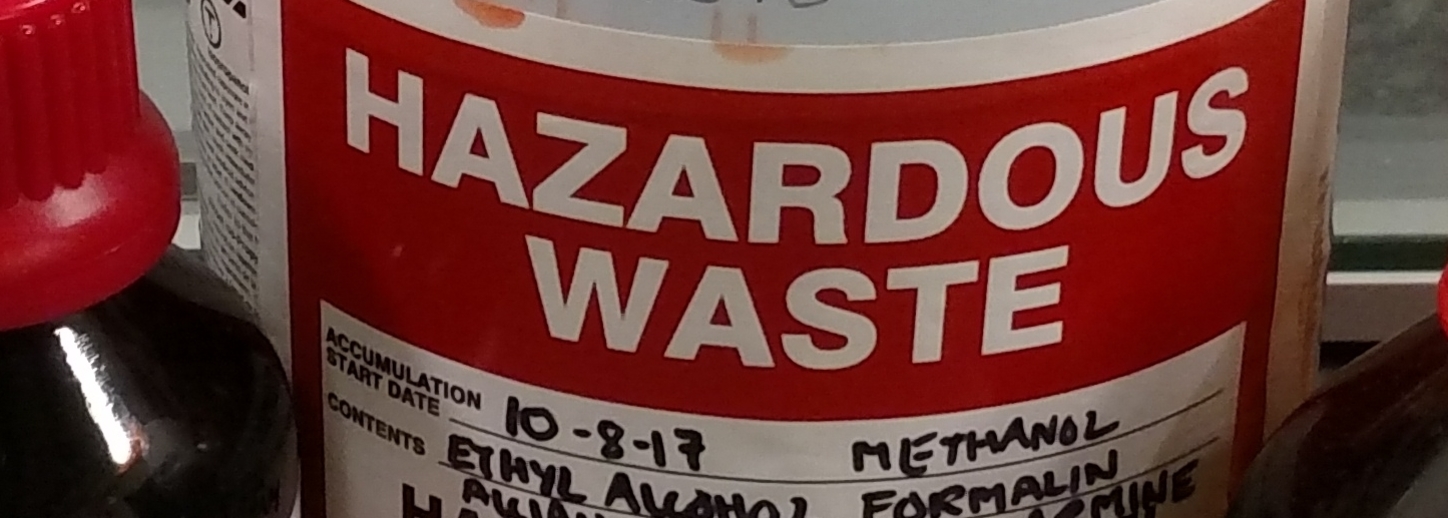 HAZARDOUS
WASTE
ACCUMULATION
START DATE 10-8-17 METHANOL
CONTENTS ETHYL ALCOHOL FORMALIN